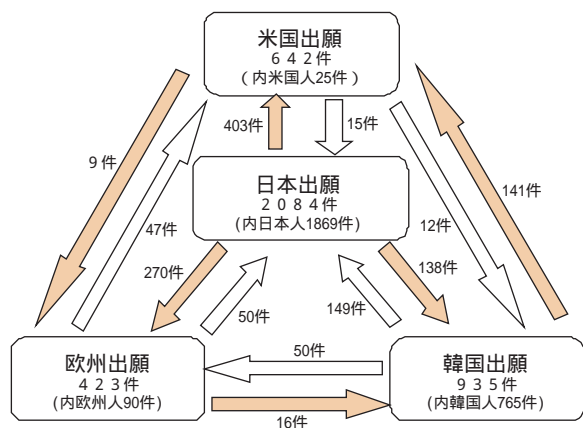 米国出願
６４２件
(内米国人25件)
403件
15件
9件
141件
日本出願
２０８４件
(内日本人1869件)
47件
12件
270件
138件
50件
149件
欧州出願
４２３件
(内欧州人90件)
50件
韓国出願
９３５件
(内韓国人765件)
16件